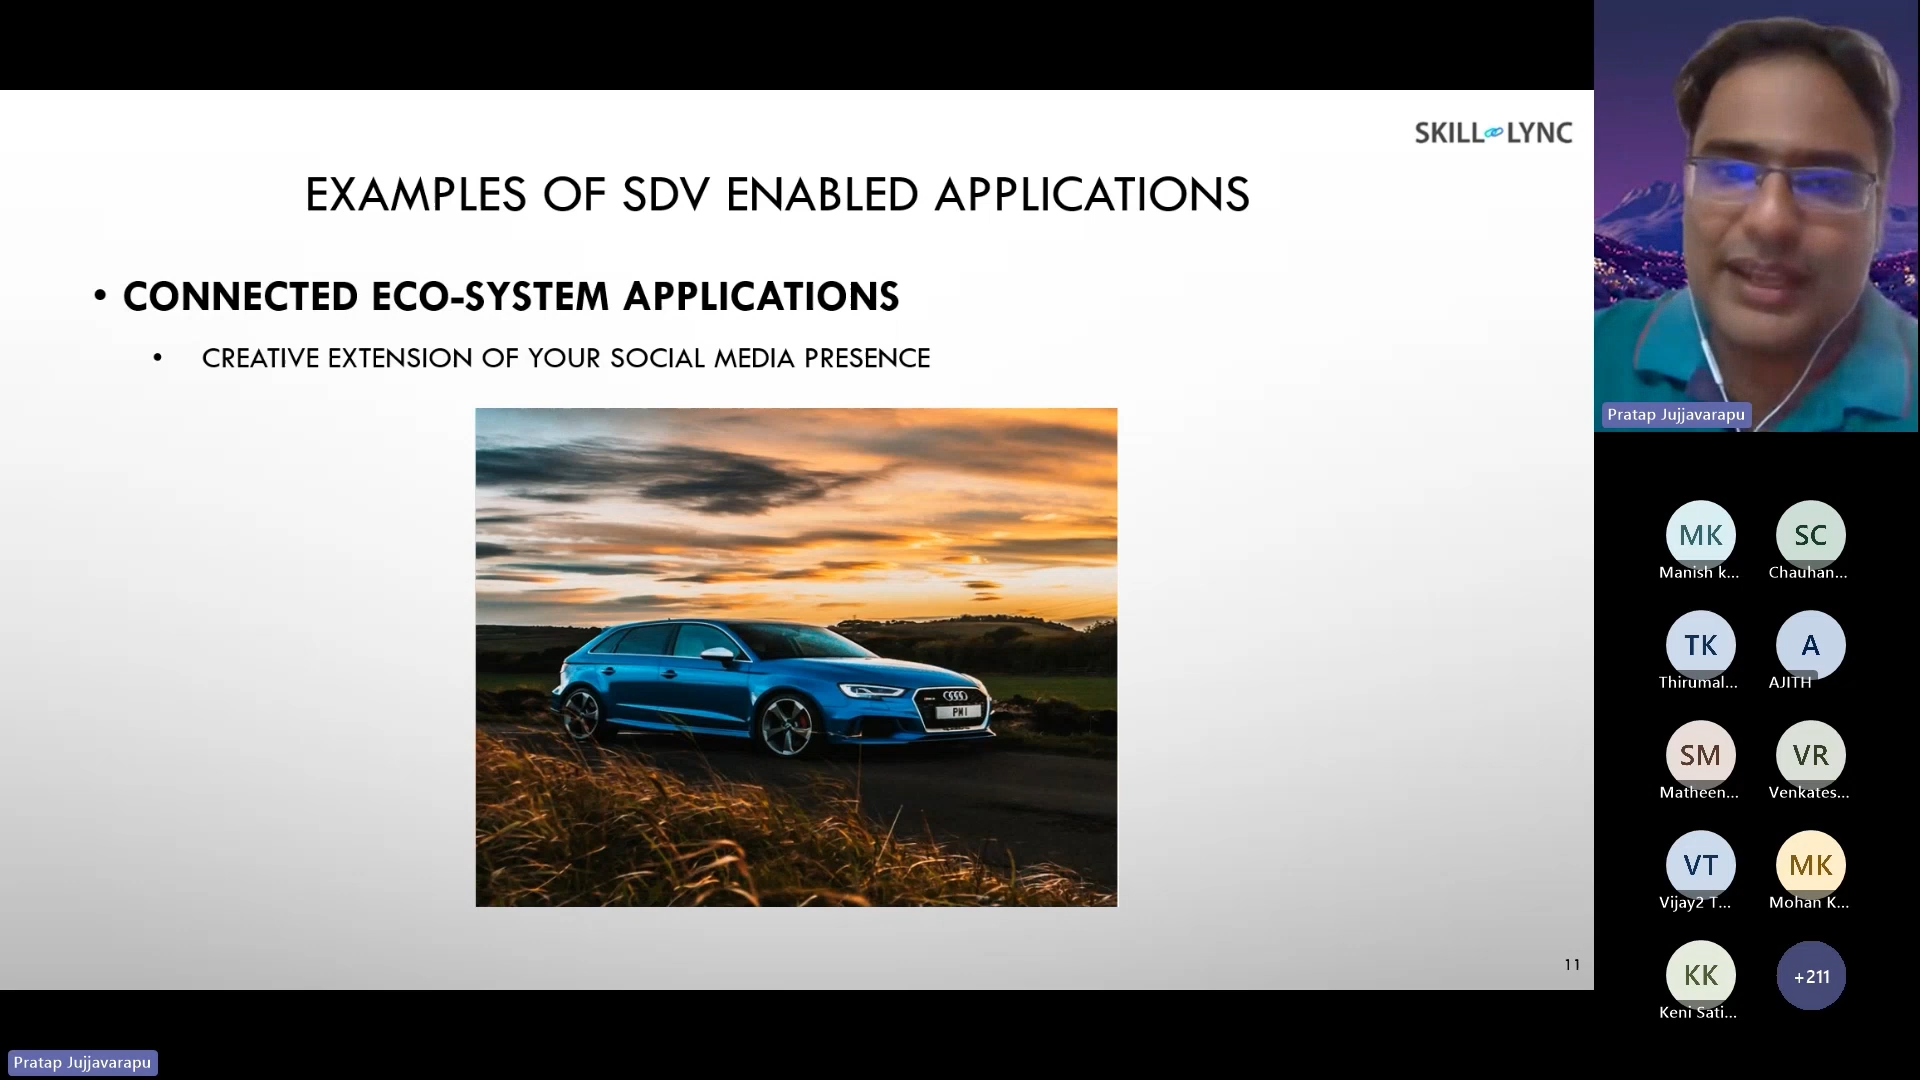 SKILL LYNC
EXAMPLES OF SDV ENABLED APPLICATIONS
• CONNECTED ECO-SYSTEM APPLICATIONS
• CREATIVE EXTENSION OF YOUR SOCIAL MEDIA PRESENCE
PM I
11
Pratap Jujjavarapu
MK
Manish k...
SC
Chauhan...
TK
Thirumal...
A
AJITH
SM
Matheen...
VR
Venkates...
VT
Vijay2 T...
MK
Mohan K...
KK
Keni Sati...
+211
Pratap Jujjavarapu